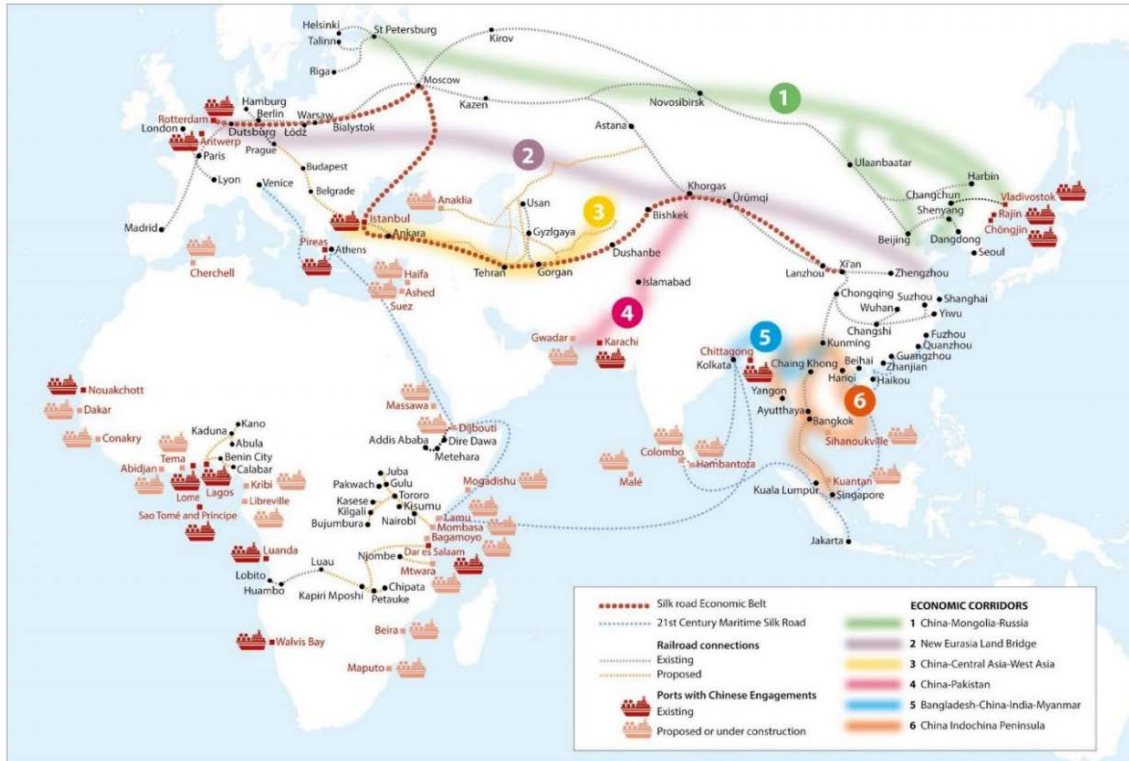 Helsinki
St Petersburg
Kirov
Talinn
Riga
Moscow
Kazen
Novosibirsk
1
Hamburg
Berlin
Warsaw
Rotterdam
London
Dutsburg
Łódź
Bialystok
Antwerp
Prague
Paris
Astana
Ulaanbaatar
Harbin
2
Lyon
Venice
Budapest
Belgrade
Khorgas
Ürümqi
Changchun
Vladivostok
Shenyang
Rajin
Chôngjin
Anaklia
Usan
3
Bishkek
Madrid
Istanbul
Ankara
Gyzlgaya
Beijing
Dangdong
Seoul
Pireas
Athens
Dushanbe
Cherchell
Tehran
Gorgan
Lanzhou
Xi'an
Zhengzhou
Haifa
Ashed
Suez
Islamabad
Chongqing
Suzhou
Shanghai
Wuhan
Yiwu
Changshi
4
Gwadar
Karachi
5
Kunming
Fuzhou
Quanzhou
Guangzhou
Zhanjian
Chittagong
Kolkata
Chaing Khong
Beihai
Hanoi
Haikou
Nouakchott
Dakar
Conakry
Massawa
Yangon
Ayutthaya
Bangkok
6
Djibouti
Kano
Kaduna
Abula
Addis Ababa
Dire Dawa
Metehara
Sihanoukville
Tema
Benin City
Colombo
Hambantoza
Abidjan
Calabar
Lome
Lagos
Kribi
Juba
Gulu
Pakwach
Mogadishu
Malé
Kuantan
Kuala Lumpur
Singapore
Libreville
Kasese
Tororo
Kisumu
Kilgali
Sao Tomé and Principe
Bujumbura
Nairobi
Lamu
Mombasa
Bagamoyo
Jakarta
Luanda
Luau
Njombe
Dar es Salaam
Mtwara
Lobito
Huambo
Kapiri Mposhi
Chipata
Petauke
Beira
Walvis Bay
Maputo
Silk road Economic Belt
21st Century Maritime Silk Road
Railroad connections
Existing
Proposed
Ports with Chinese Engagements
Existing
Proposed or under construction
ECONOMIC CORRIDORS
1 China-Mongolia-Russia
2 New Eurasia Land Bridge
3 China-Central Asia-West Asia
4 China-Pakistan
5 Bangladesh-China-India-Myanmar
6 China Indochina Peninsula